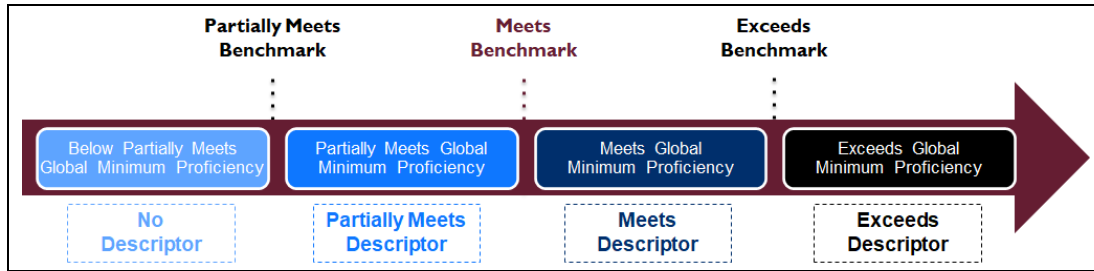 Partially Meets
Benchmark
Meets
Benchmark
Exceeds
Benchmark
Below Partially Meets
Global Minimum Proficiency
Partially Meets Global
Minimum Proficiency
Meets Global
Minimum Proficiency
Exceeds Global
Minimum Proficiency
No
Descriptor
Partially Meets
Descriptor
Meets
Descriptor
Exceeds
Descriptor